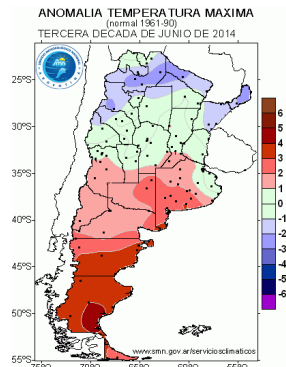 ANOMALIA TEMPERATURA MAXIMA
(normal 1961-90)
TERCERA DECADA DE JUNIO DE 2014
25°S
30°S
35°S
40°S
45°S
50°S
55°S
6
5
4
3
2
1
0
-1
-2
-3
-4
-5
-6
www.smn.gov.ar/serviciosclimaticos